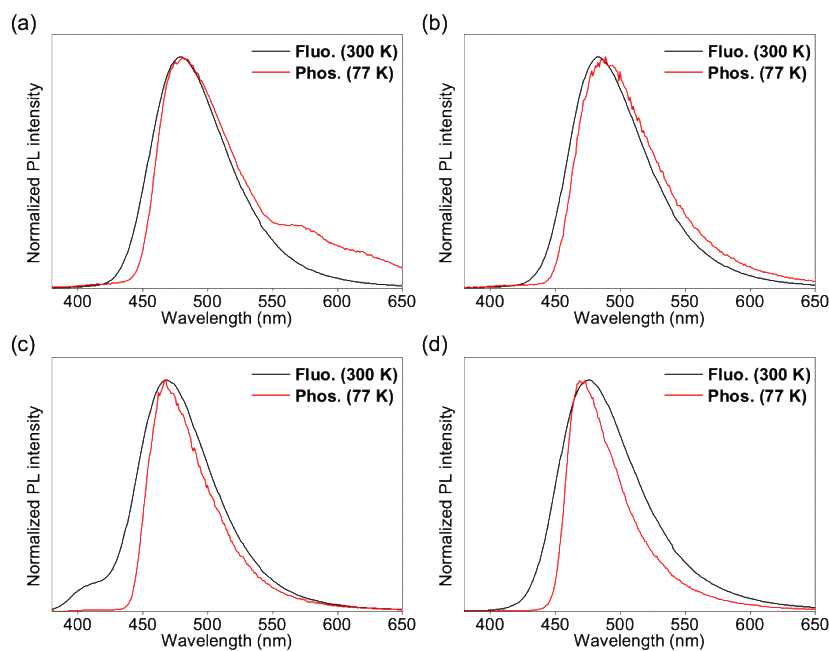 (a)
Fluo. (300 K)
Phos. (77 K)
Normalized PL intensity
400 450 500 550 600 650
Wavelength (nm)
(b)
Fluo. (300 K)
Phos. (77 K)
Normalized PL intensity
400 450 500 550 600 650
Wavelength (nm)
(c)
Fluo. (300 K)
Phos. (77 K)
Normalized PL intensity
400 450 500 550 600 650
Wavelength (nm)
(d)
Fluo. (300 K)
Phos. (77 K)
Normalized PL intensity
400 450 500 550 600 650
Wavelength (nm)